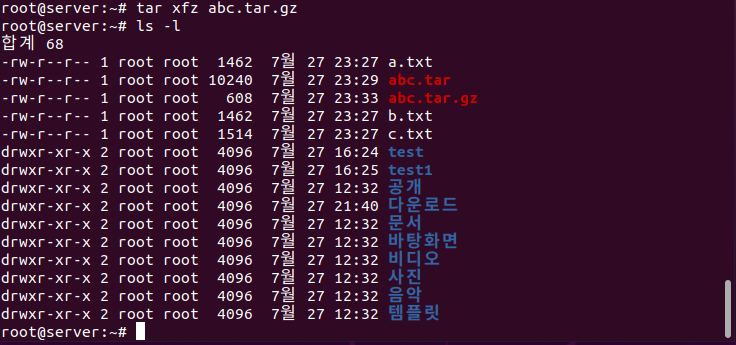 root@server:~# tar xfz abc.tar.gz
root@server:~# ls -l
합계 68
-rw-r--r-- 1 root root  1462  7월 27 23:27 a.txt
-rw-r--r-- 1 root root 10240  7월 27 23:29 abc.tar
-rw-r--r-- 1 root root   608  7월 27 23:33 abc.tar.gz
-rw-r--r-- 1 root root  1462  7월 27 23:27 b.txt
-rw-r--r-- 1 root root  1514  7월 27 23:27 c.txt
drwxr-xr-x 2 root root  4096  7월 27 16:24 test
drwxr-xr-x 2 root root  4096  7월 27 16:25 test1
drwxr-xr-x 2 root root  4096  7월 27 12:32 공개
drwxr-xr-x 2 root root  4096  7월 27 21:40 다운로드
drwxr-xr-x 2 root root  4096  7월 27 12:32 문서
drwxr-xr-x 2 root root  4096  7월 27 12:32 바탕화면
drwxr-xr-x 2 root root  4096  7월 27 12:32 비디오
drwxr-xr-x 2 root root  4096  7월 27 12:32 사진
drwxr-xr-x 2 root root  4096  7월 27 12:32 음악
drwxr-xr-x 2 root root  4096  7월 27 12:32 템플릿
root@server:~#